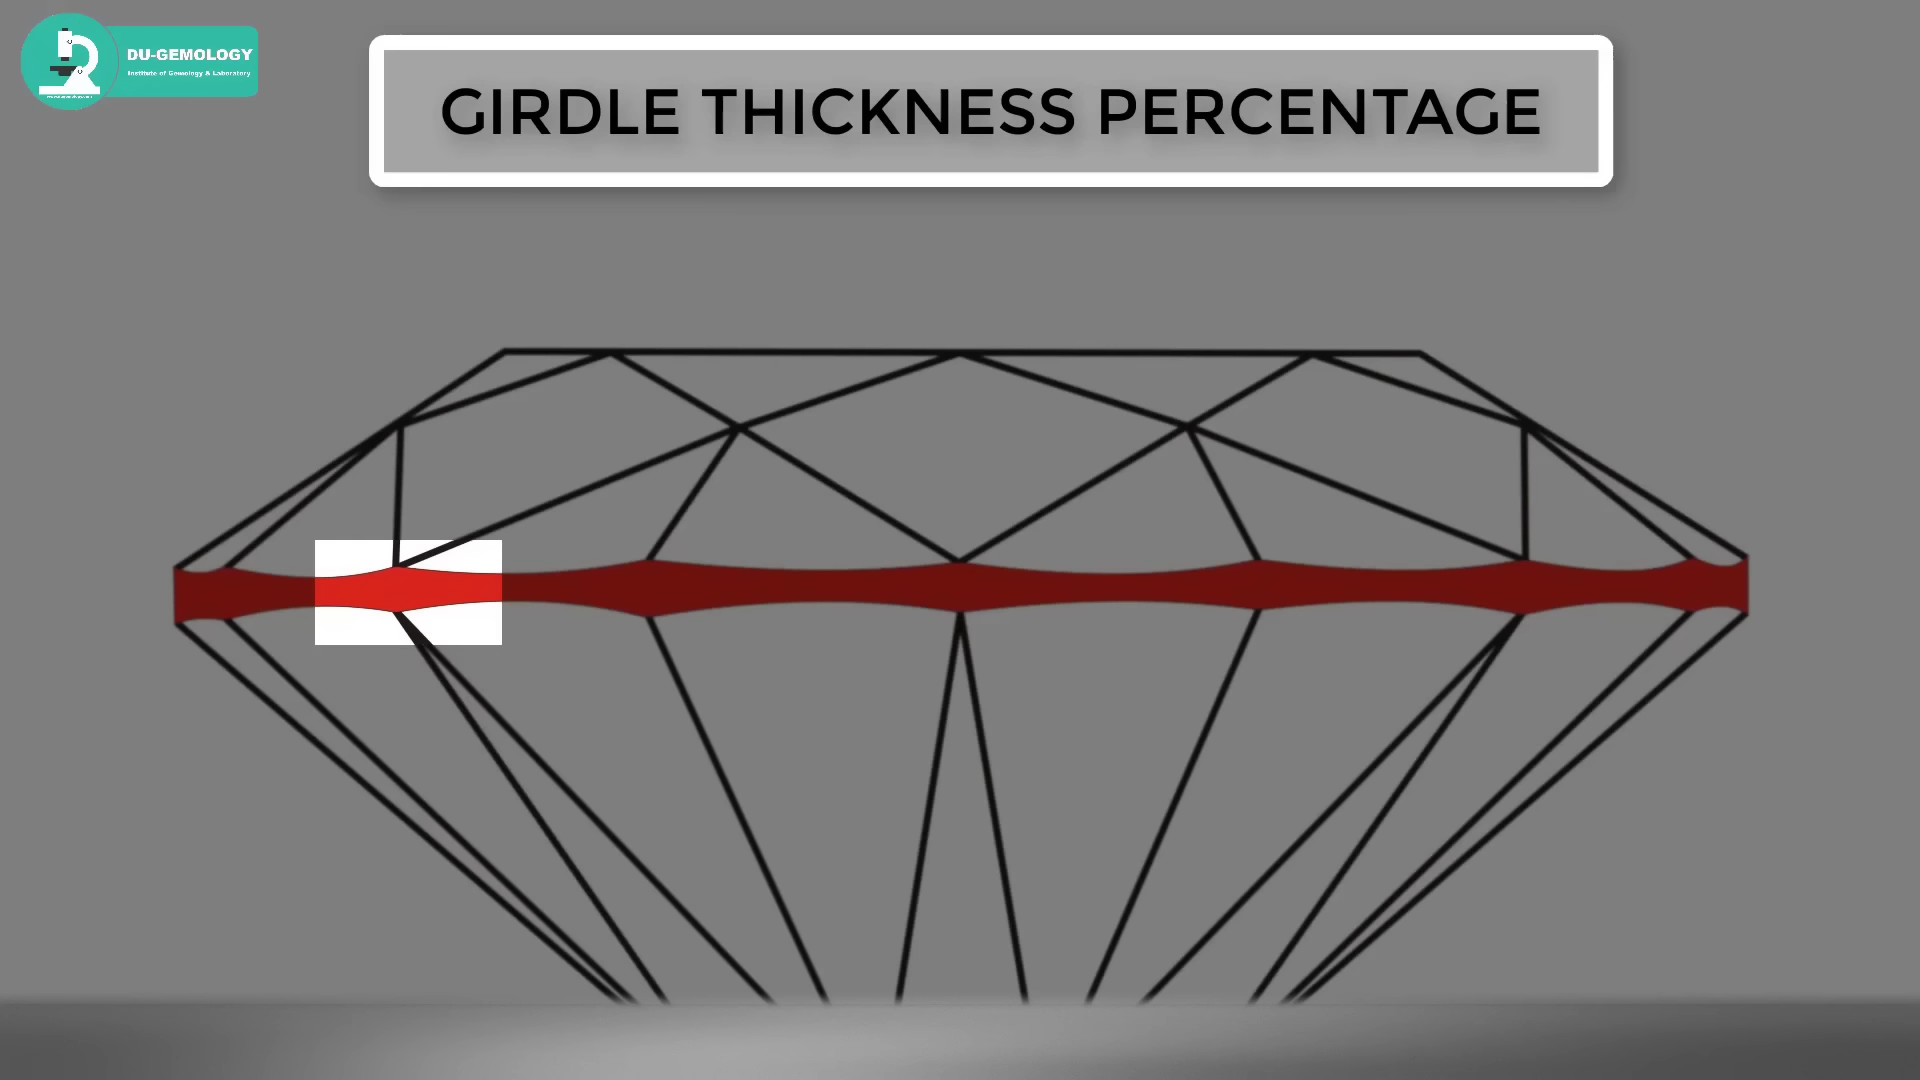 DU-GEMOLOGY
Institute of Gemology & Laboratory
GIRDLE THICKNESS PERCENTAGE